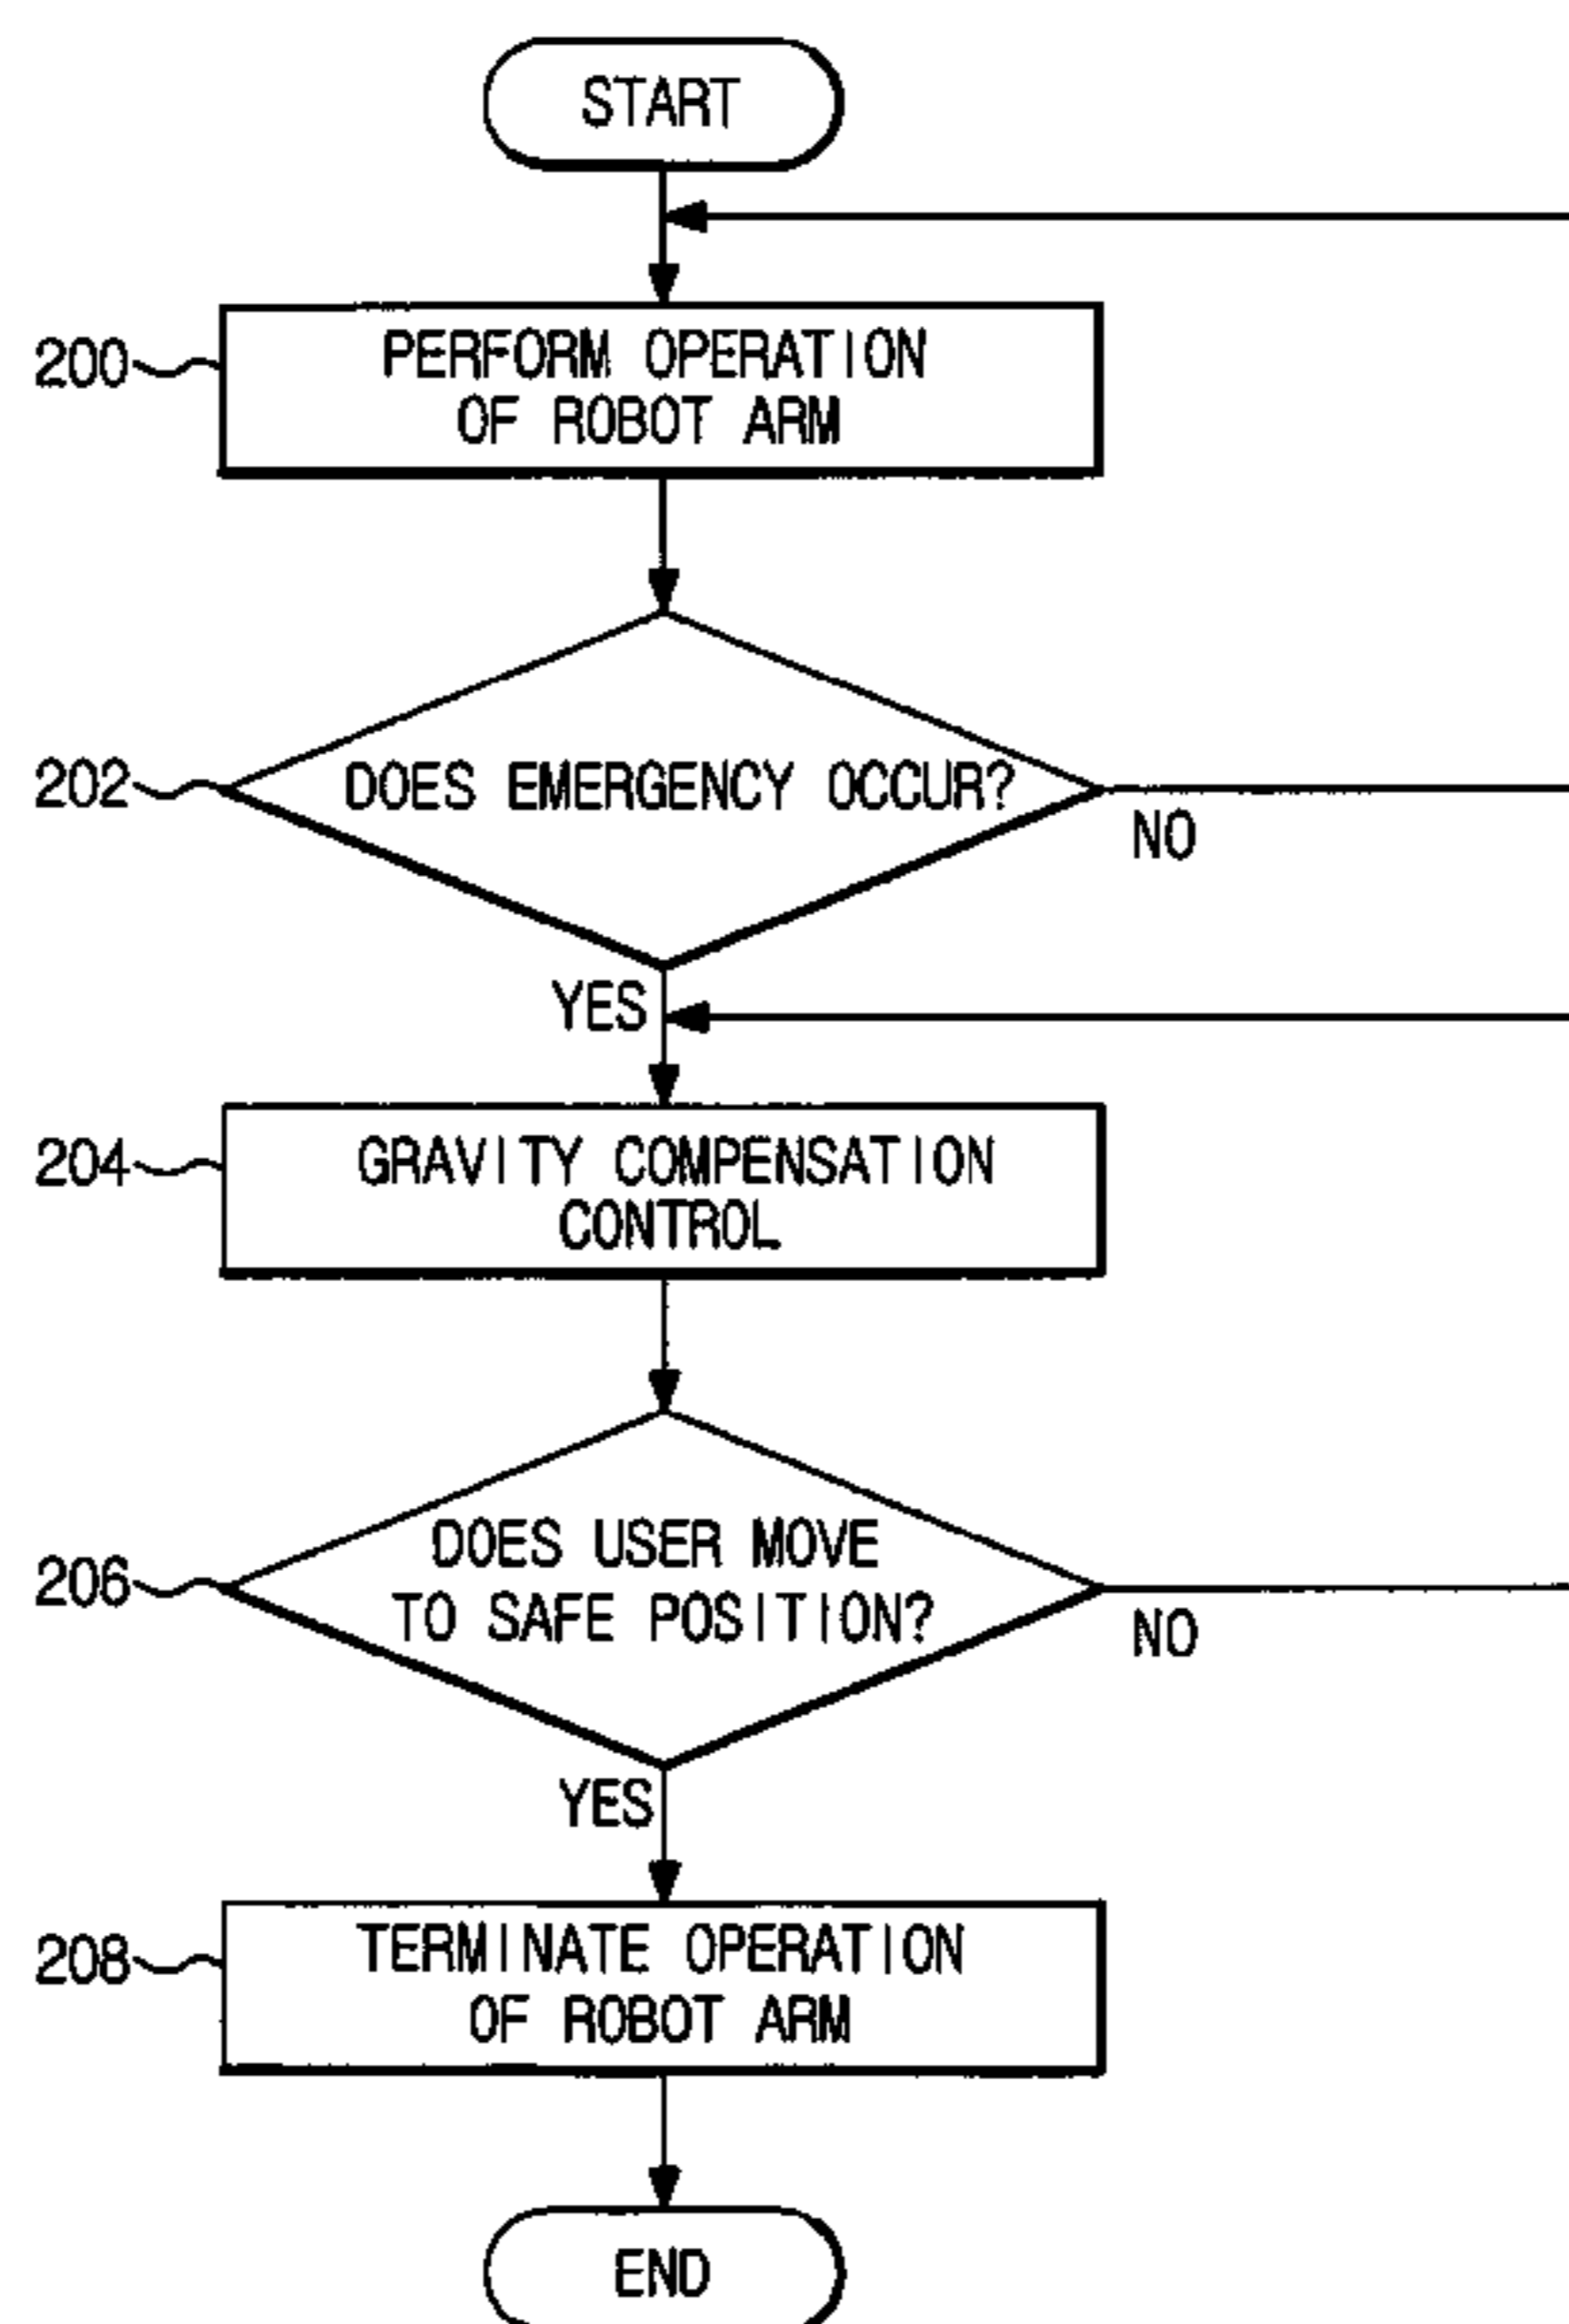 START
200
PERFORM OPERATION
OF ROBOT ARM
202
DOES EMERGENCY OCCUR?
NO
YES
204
GRAVITY COMPENSATION
CONTROL
206
DOES USER MOVE
TO SAFE POSITION?
NO
YES
208
TERMINATE OPERATION
OF ROBOT ARM
END